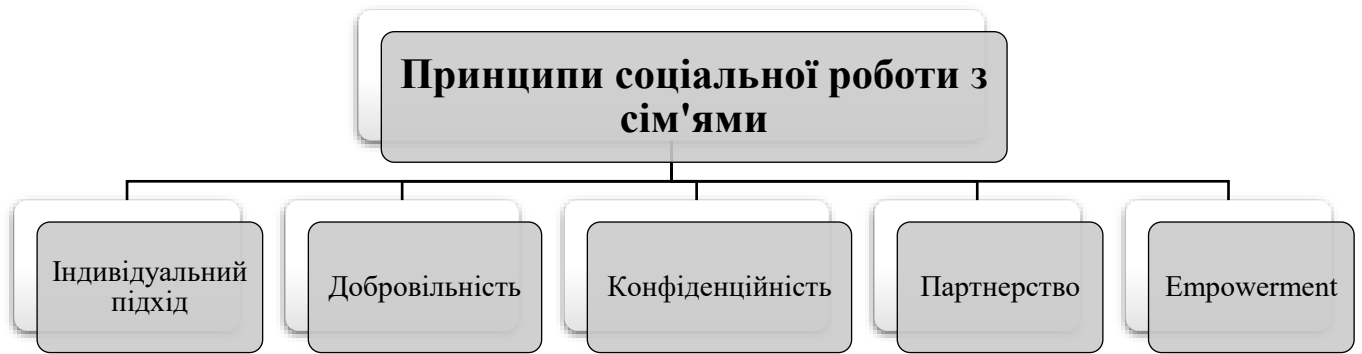 Принципи соціальної роботи з
сім'ями
Індивідуальний
підхід
Добровільність
Конфіденційність
Партнерство
Empowerment